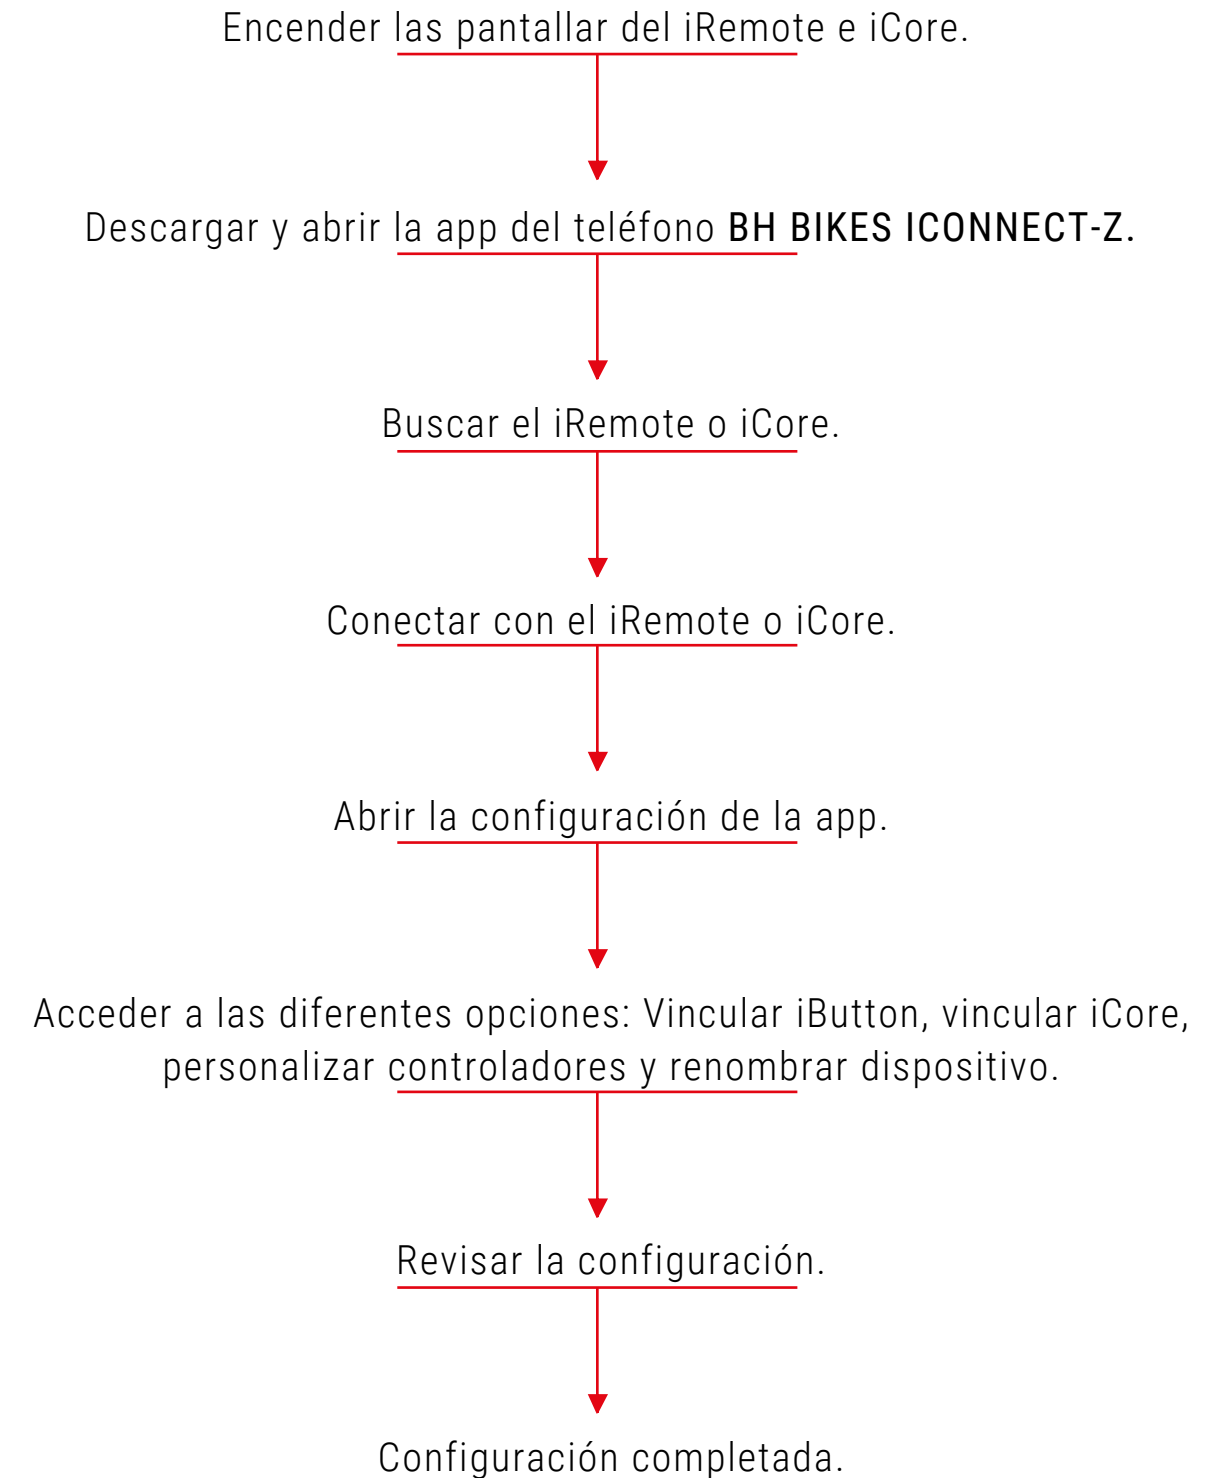 Encender las pantallar del iRemote e iCore.
Descargar y abrir la app del teléfono BH BIKES ICONNECT-Z.
Buscar el iRemote o iCore.
Conectar con el iRemote o iCore.
Abrir la configuración de la app.
Acceder a las diferentes opciones: Vincular iButton, vincular iCore,
personalizar controladores y renombrar dispositivo.
Revisar la configuración.
Configuración completada.